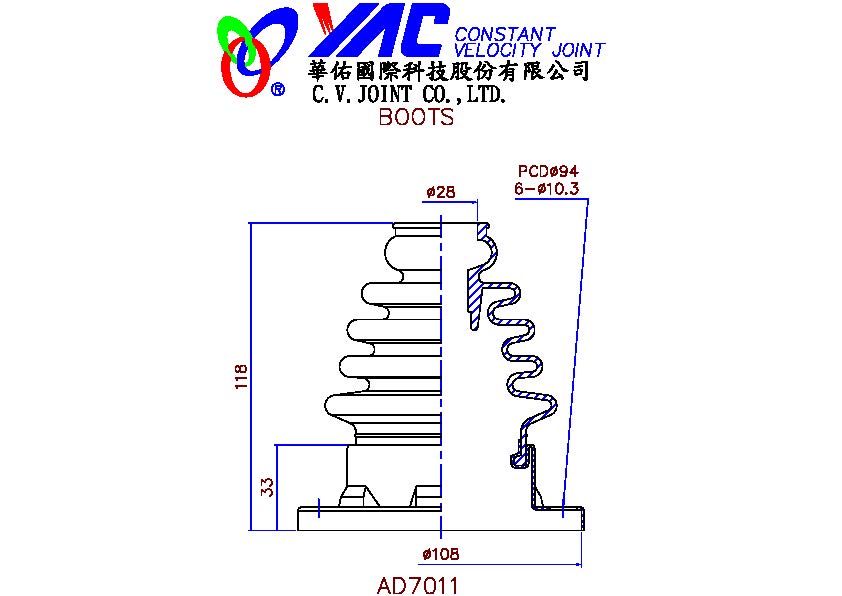 YAC CONSTANT
VELOCITY JOINT
®
華佑國際科技股份有限公司
C.V.JOINT CO.,LTD.
BOOTS
PCDø94
6-ø10.3
ø28
118
33
ø108
AD7011